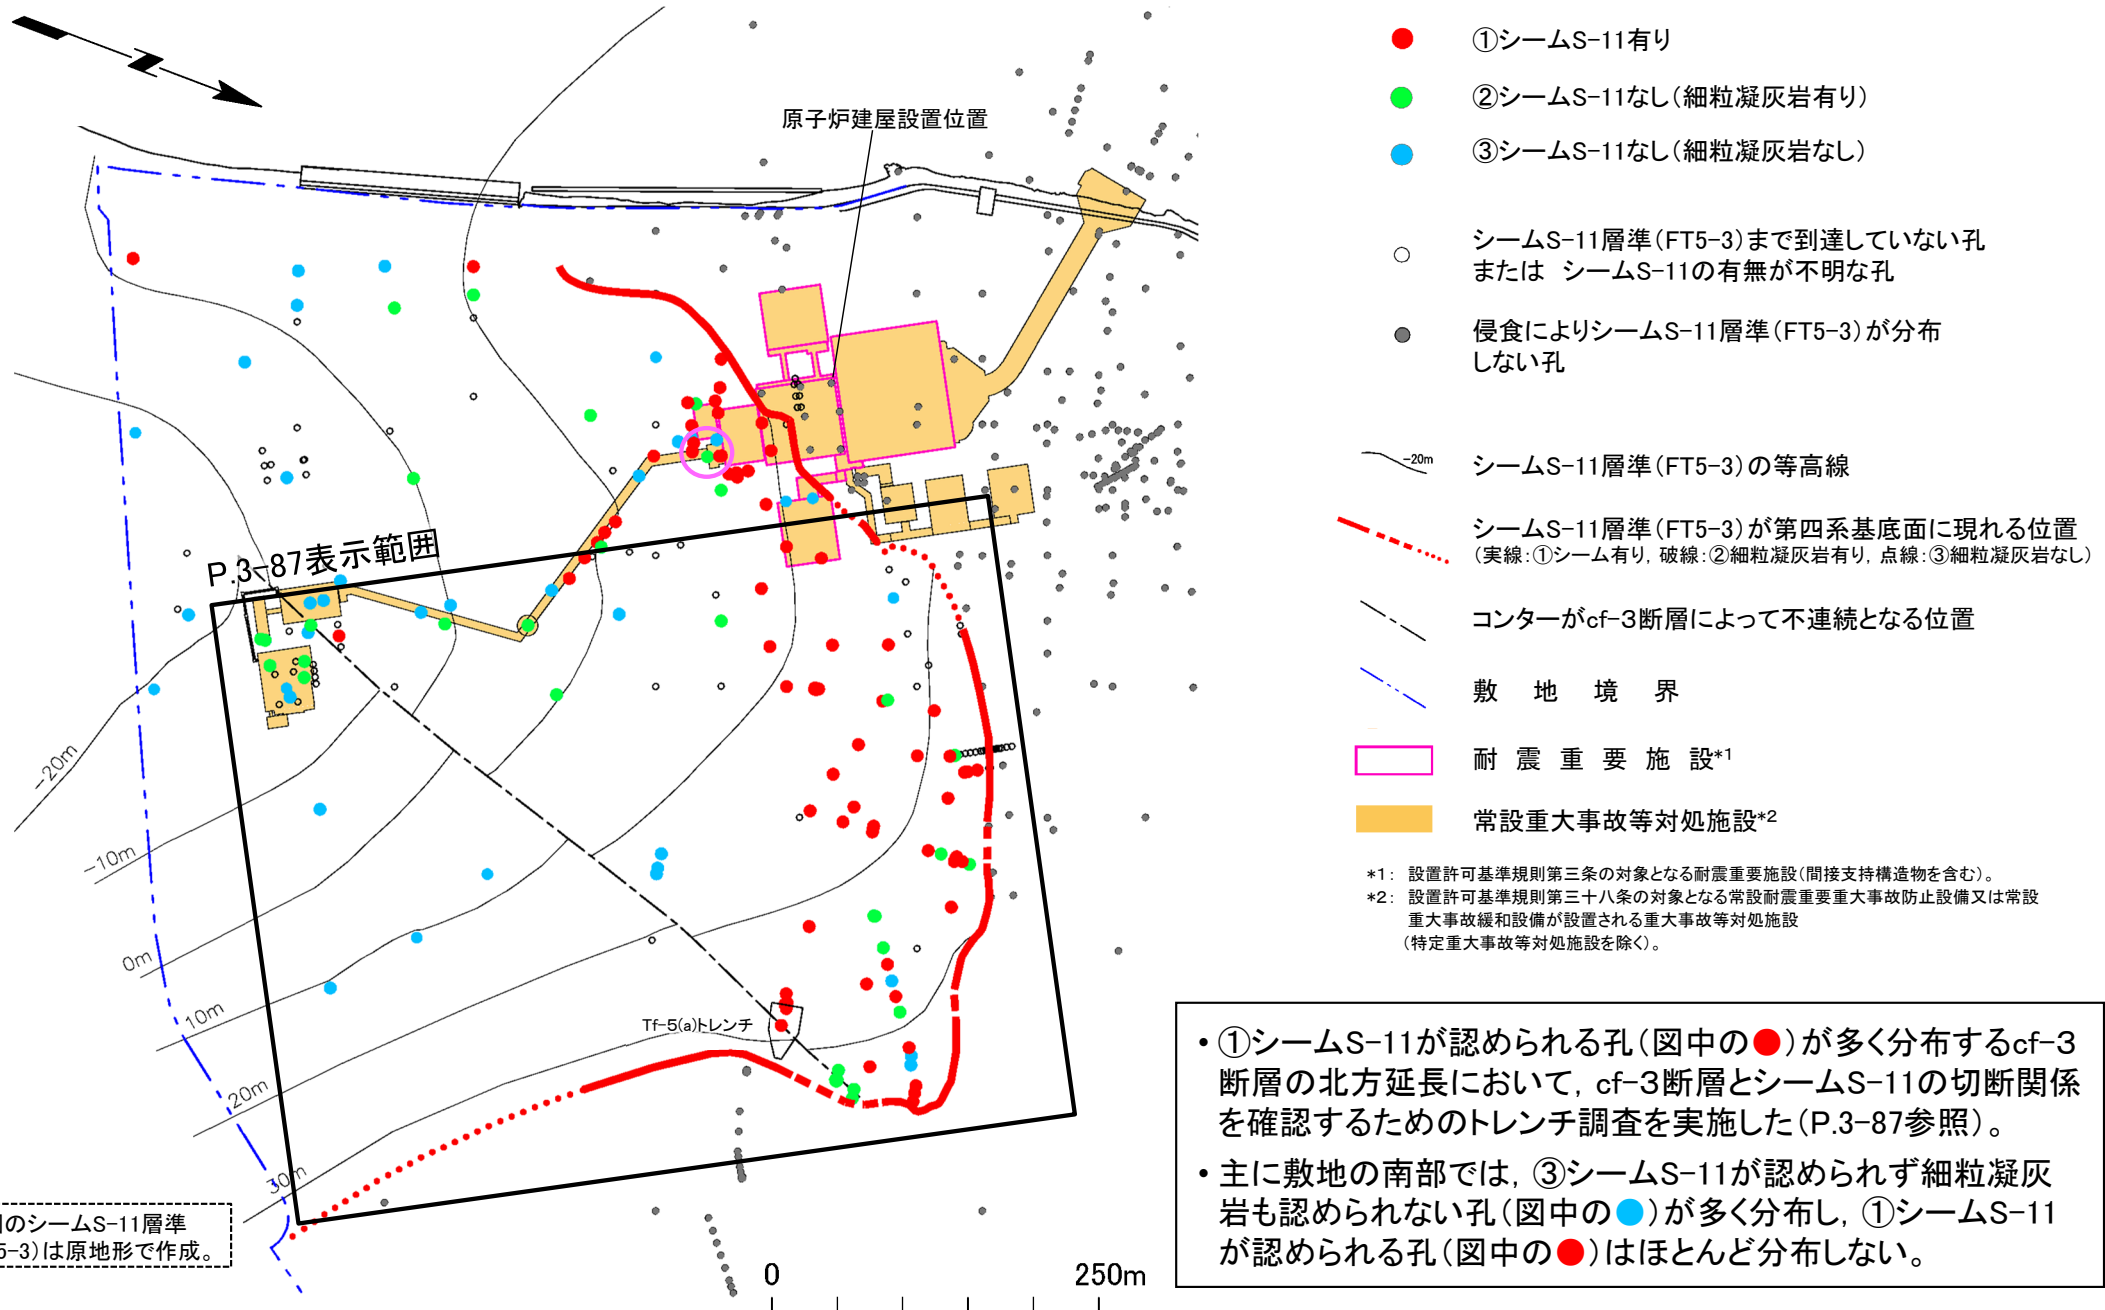 ①シームS-11有り
②シームS-11なし（細粒凝灰岩有り）
③シームS-11なし（細粒凝灰岩なし）
シームS-11層準（FT5-3）まで到達していない孔
または シームS-11の有無が不明な孔
侵食によりシームS-11層準（FT5-3）が分布
しない孔
-20m
シームS-11層準（FT5-3）の等高線
シームS-11層準（FT5-3）が第四系基底面に現れる位置
（実線：①シーム有り，破線：②細粒凝灰岩有り，点線：③細粒凝灰岩なし）
コンターがcf-3断層によって不連続となる位置
敷地境界
耐震重要施設*1
常設重大事故等対処施設*2
*1： 設置許可基準規則第三条の対象となる耐震重要施設（間接支持構造物を含む）。
*2： 設置許可基準規則第三十八条の対象となる常設耐震重要重大事故防止設備又は常設
重大事故緩和設備が設置される重大事故等対処施設
（特定重大事故等対処施設を除く）。
原子炉建屋設置位置
P.3-87表示範囲
-20m
-10m
0m
10m
20m
30m
Tf-5(a)トレンチ
のシームS-11層準
5-3）は原地形で作成。
0
250m
・①シームS-11が認められる孔（図中の●）が多く分布するcf-3
断層の北方延長において，cf-3断層とシームS-11の切断関係
を確認するためのトレンチ調査を実施した（P.3-87参照）。
・主に敷地の南部では，③シームS-11が認められず細粒凝灰
岩も認められない孔（図中の●）が多く分布し，①シームS-11
が認められる孔（図中の●）はほとんど分布しない。